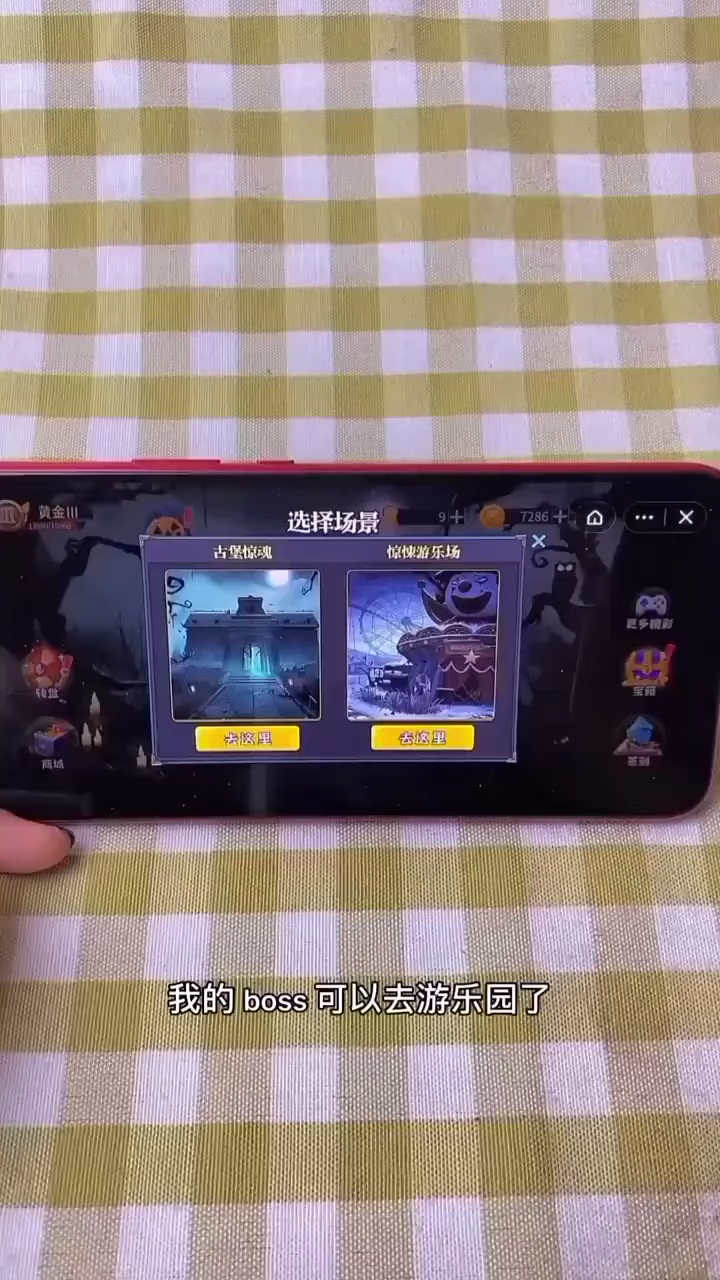 黄金III
选择场景
9
7286
古堡惊魂
惊悚游乐场
更多精彩
转盘
宝箱
去这里
去这里
商城
签到
我的 boss 可以去游乐园了